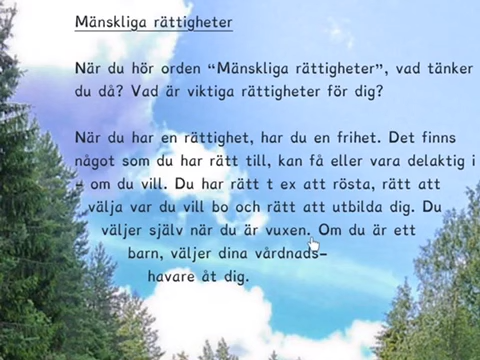 Mänskliga rättigheter
När du hör orden “Mänskliga rättigheter”, vad tänker
du då? Vad är viktiga rättigheter för dig?
När du har en rättighet, har du en frihet. Det finns
något som du har rätt till, kan få eller vara delaktig i
– om du vill. Du har rätt t ex att rösta, rätt att
välja var du vill bo och rätt att utbilda dig. Du
väljer själv när du är vuxen. Om du är ett
barn, väljer dina vårdnads–
havare åt dig.